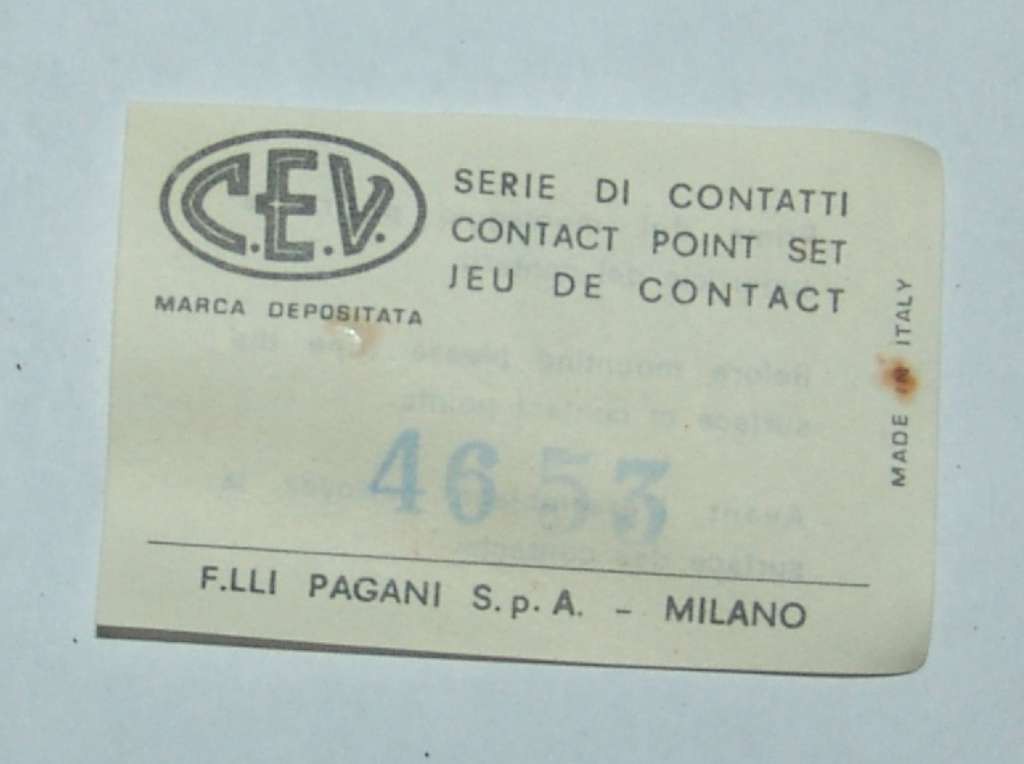 C.E.V.
MARCA DEPOSITATA
SERIE DI CONTATTI
CONTACT POINT SET
JEU DE CONTACT
MADE IN ITALY
4653
F.LLI PAGANI S.p.A. - MILANO